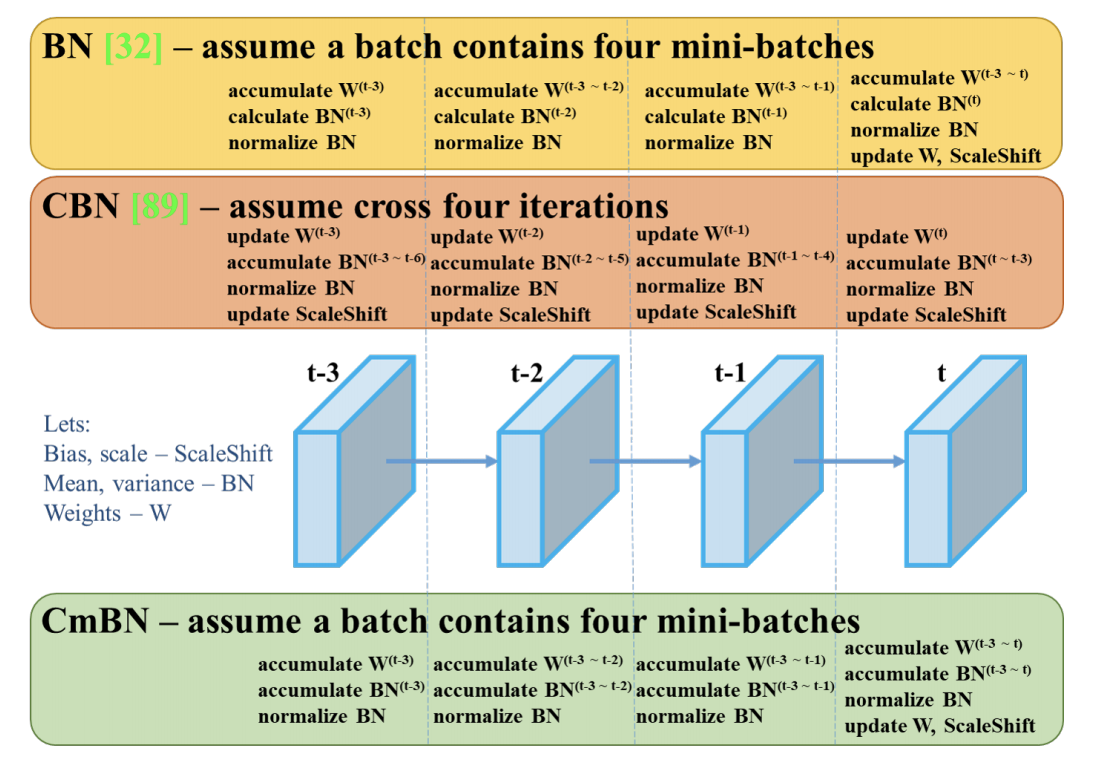 BN [32] – assume a batch contains four mini-batches
accumulate W(t-3)
calculate BN(t-3)
normalize BN
accumulate W(t-3 ~ t-2)
calculate BN(t-2)
normalize BN
accumulate W(t-3 ~ t-1)
calculate BN(t-1)
normalize BN
accumulate W(t-3 ~ t)
calculate BN(t)
normalize BN
update W, ScaleShift
CBN [89] – assume cross four iterations
update W(t-3)
accumulate BN(t-3 ~ t-6)
normalize BN
update ScaleShift
update W(t-2)
accumulate BN(t-2 ~ t-5)
normalize BN
update ScaleShift
update W(t-1)
accumulate BN(t-1 ~ t-4)
normalize BN
update ScaleShift
update W(t)
accumulate BN(t ~ t-3)
normalize BN
update ScaleShift
t-3
t-2
t-1
t
Lets:
Bias, scale – ScaleShift
Mean, variance – BN
Weights – W
CmBN – assume a batch contains four mini-batches
accumulate W(t-3)
accumulate BN(t-3)
normalize BN
accumulate W(t-3 ~ t-2)
accumulate BN(t-3 ~ t-2)
normalize BN
accumulate W(t-3 ~ t-1)
accumulate BN(t-3 ~ t-1)
normalize BN
accumulate W(t-3 ~ t)
accumulate BN(t-3 ~ t)
normalize BN
update W, ScaleShift